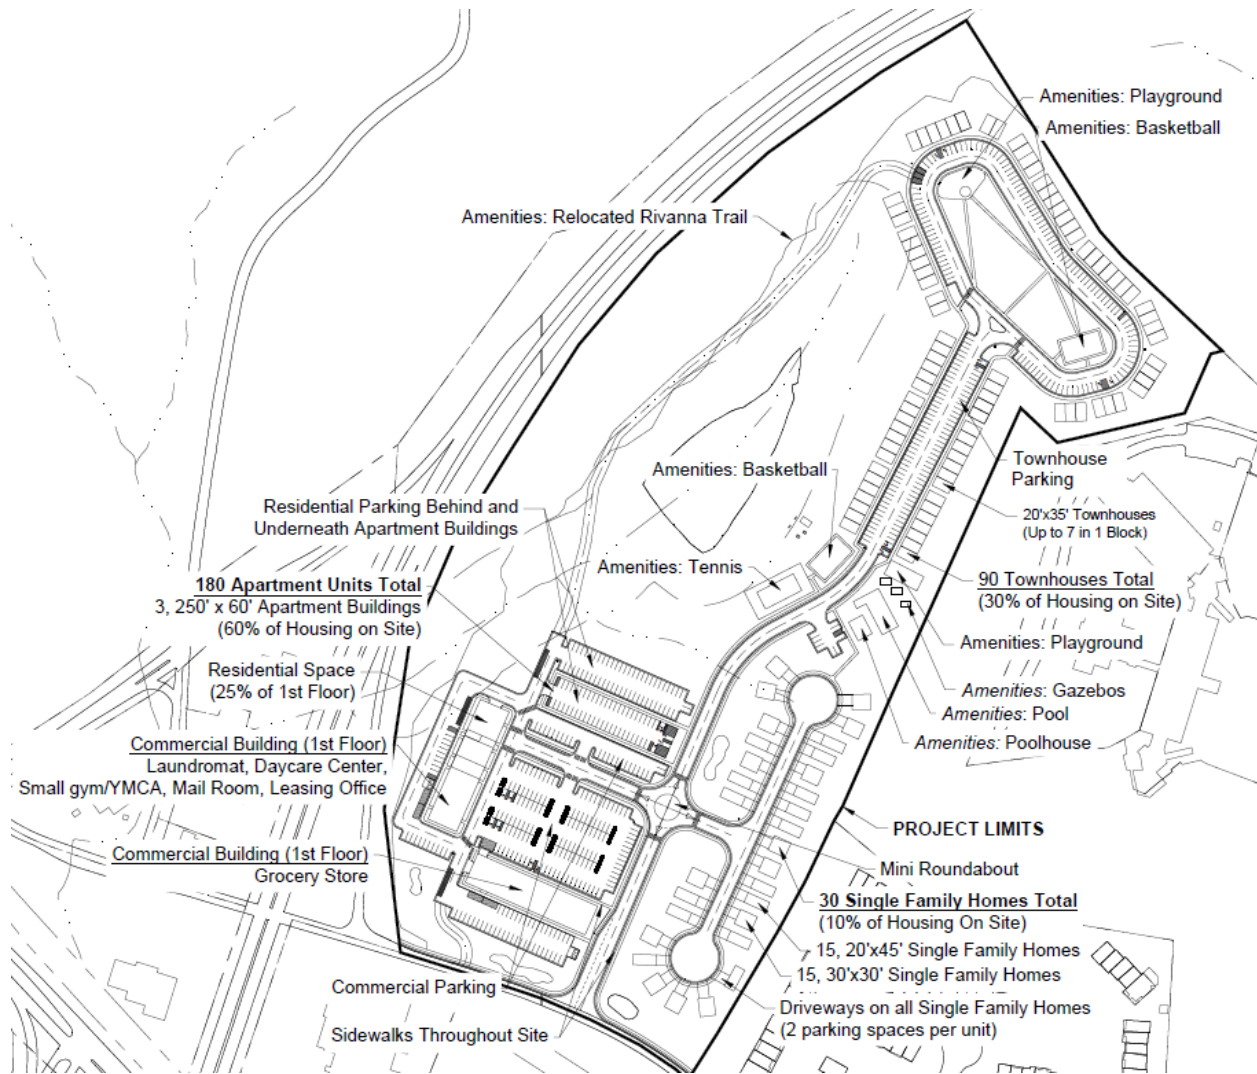 Amenities: Playground
Amenities: Basketball
Amenities: Relocated Rivanna Trail
Amenities: Basketball
Townhouse
Parking
Residential Parking Behind and
Underneath Apartment Buildings
20'x35' Townhouses
(Up to 7 in 1 Block)
Amenities: Tennis
180 Apartment Units Total
3, 250' x 60' Apartment Buildings
(60% of Housing on Site)
90 Townhouses Total
(30% of Housing on Site)
Amenities: Playground
Residential Space
(25% of 1st Floor)
Amenities: Gazebos
Amenities: Pool
Amenities: Poolhouse
Commercial Building (1st Floor)
Laundromat, Daycare Center,
Small gym/YMCA, Mail Room, Leasing Office
PROJECT LIMITS
Commercial Building (1st Floor)
Grocery Store
Mini Roundabout
30 Single Family Homes Total
(10% of Housing On Site)
15, 20'x45' Single Family Homes
15, 30'x30' Single Family Homes
Commercial Parking
Driveways on all Single Family Homes
(2 parking spaces per unit)
Sidewalks Throughout Site